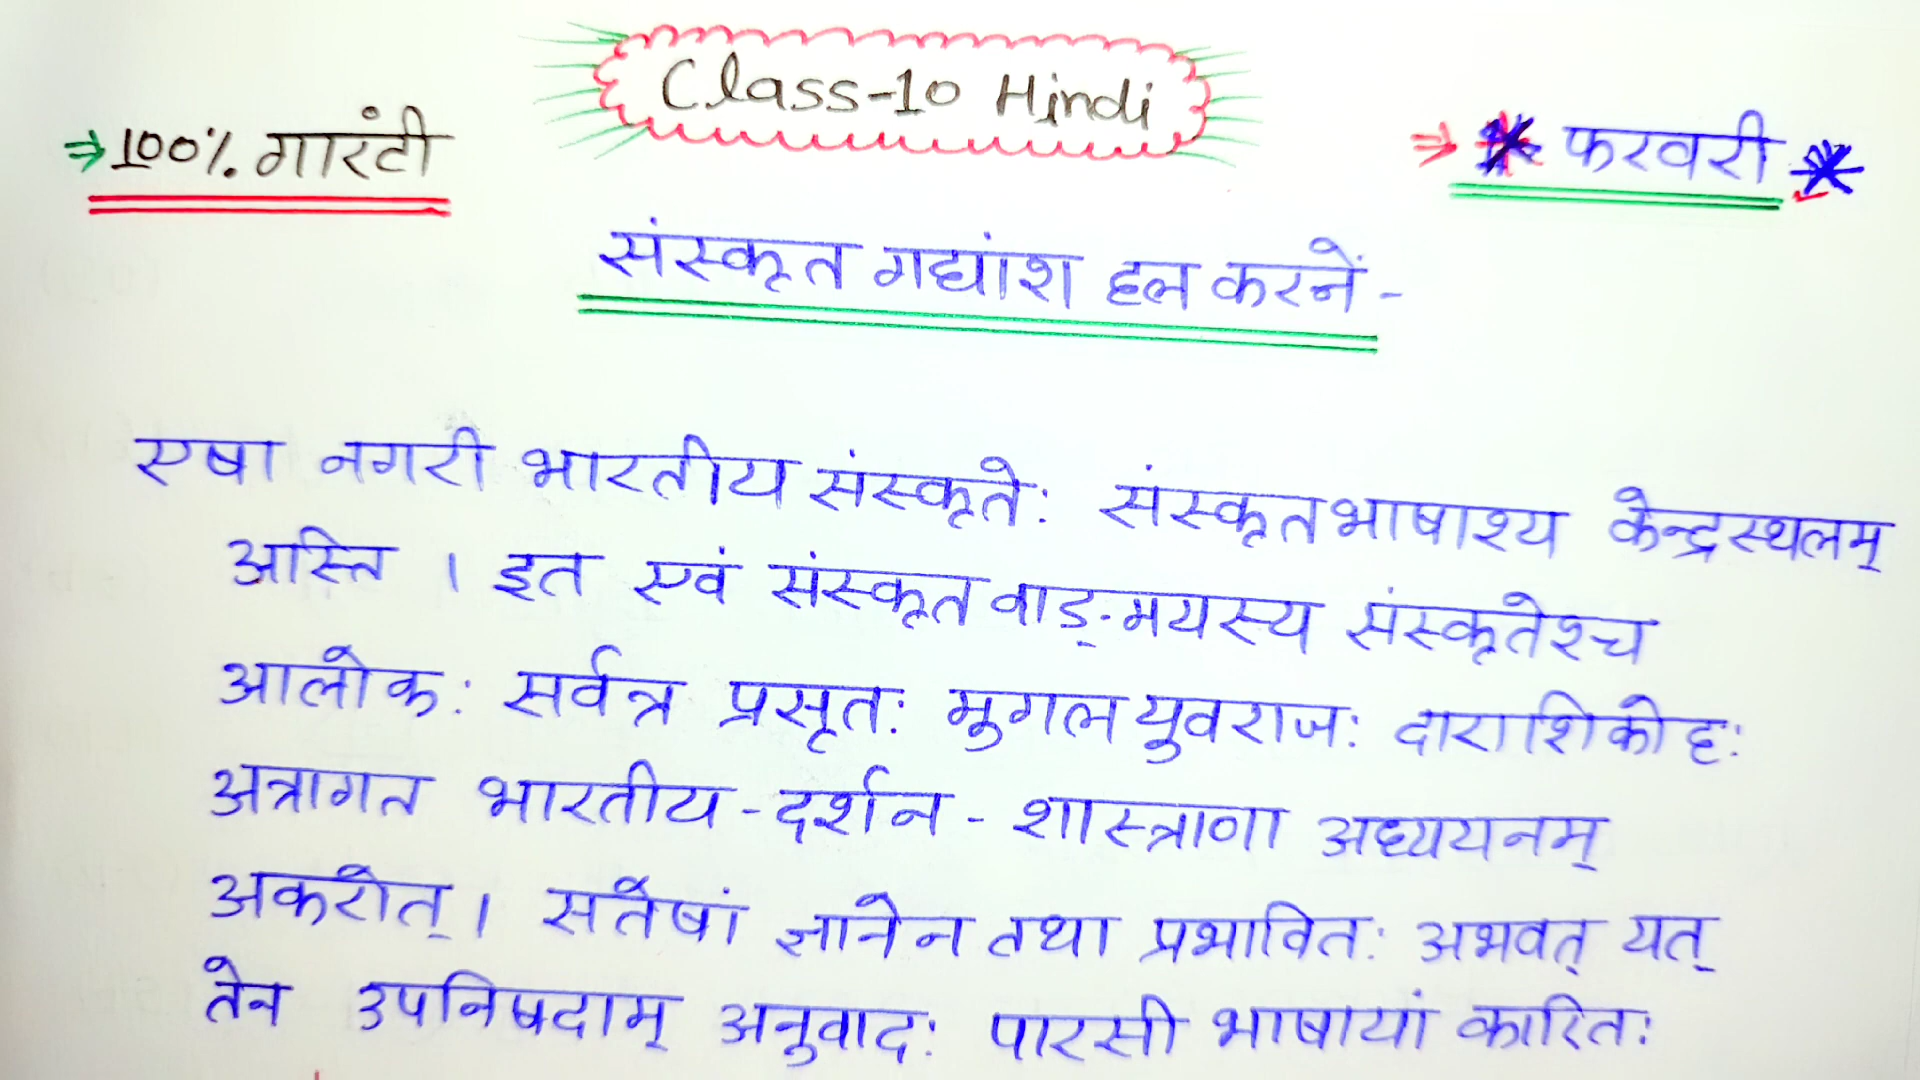 Class-10 Hindi
⇒100% गारंटी
⇒ * फरवरी *
संस्कृत गद्यांश हल करनें -
एषा नगरी भारतीय संस्कृते: संस्कृतभाषाश्य केन्द्रस्थलम्
अस्ति । इत एवं संस्कृत वाङ्·मयस्य संस्कृतेश्च
आलोक: सर्वत्र प्रसृत: मुगलयुवराज: दाराशिकोह:
अत्रागत भारतीय - दर्शन - शास्त्राणा अध्ययनम्
अकरोत् । सतेषां ज्ञानेन तथा प्रभावित: अभवत् यत्
तेन उपनिषदाम् अनुवाद: पारसी भाषायां कारित: